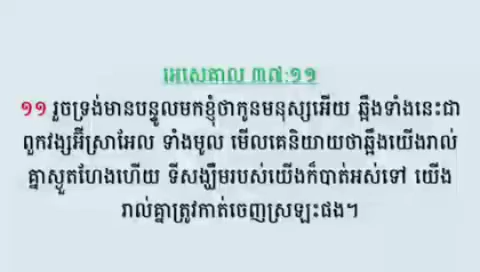 អេសេគាល ៣៧:១១
១១ រួចទ្រង់មានបន្ទូលមកខ្ញុំថាកូនមនុស្សអើយ ឆ្អឹងទាំងនេះជា
ពួកវង្សអ៊ីស្រាអែល ទាំងមូល មើលគេនិយាយថាឆ្អឹងយើងរាល់
គ្នាស្ងួតហែងហើយ ទីសង្ឃឹមរបស់យើងក៏បាត់អស់ទៅ យើង
រាល់គ្នាត្រូវកាត់ចេញស្រឡះផង។